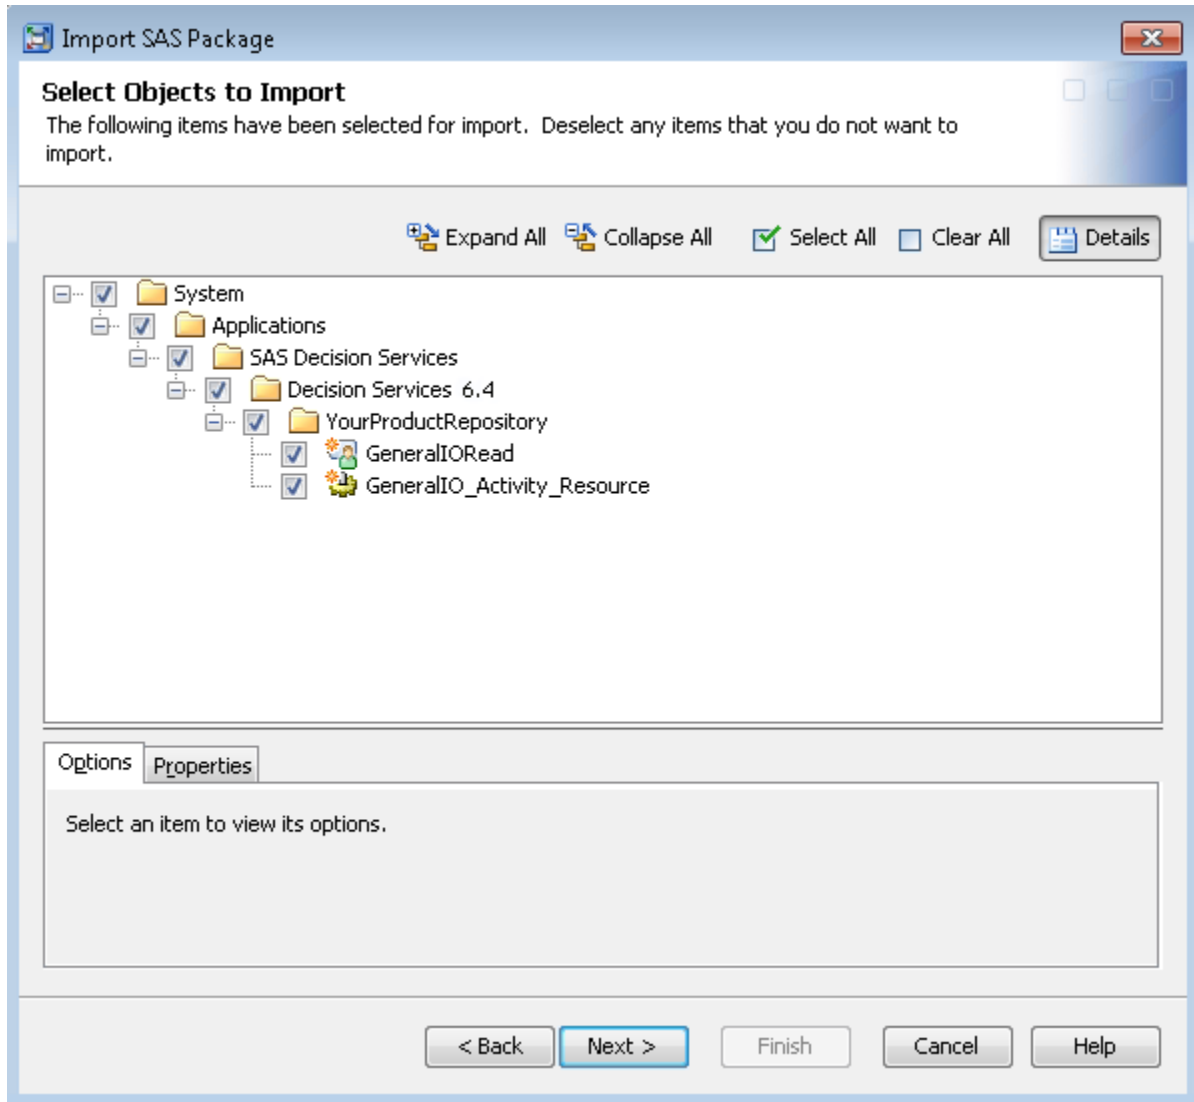 Import SAS Package
Select Objects to Import
The following items have been selected for import.  Deselect any items that you do not want to
import.
Expand All Collapse All Select All Clear All Details
System
Applications
SAS Decision Services
Decision Services 6.4
YourProductRepository
GeneralIORead
GeneralIO_Activity_Resource
Options Properties
Select an item to view its options.
< Back Next > Finish Cancel Help